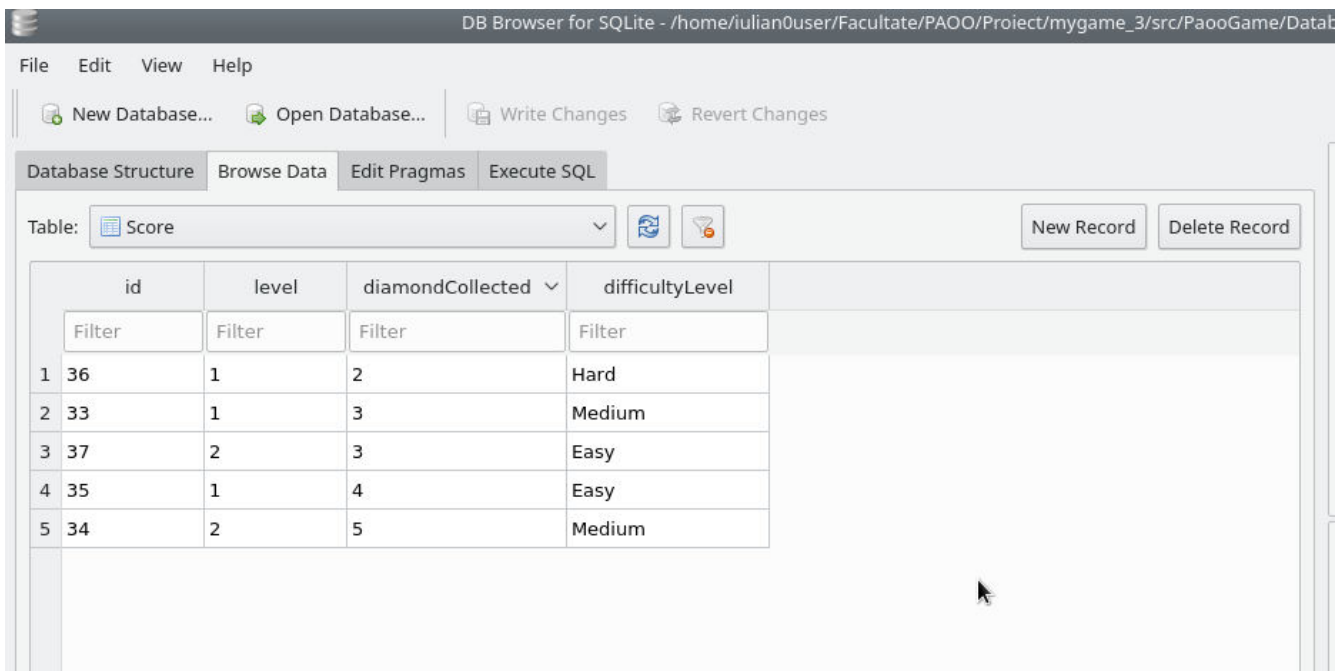 DB Browser for SQLite - /home/iulian0user/Facultate/PAOO/Proiect/mygame_3/src/PaooGame/Datab
File Edit View Help
New Database... Open Database... Write Changes Revert Changes
Database Structure Browse Data Edit Pragmas Execute SQL
Table: Score New Record Delete Record
id level diamondCollected difficultyLevel
Filter Filter Filter Filter
1 36 1 2 Hard
2 33 1 3 Medium
3 37 2 3 Easy
4 35 1 4 Easy
5 34 2 5 Medium